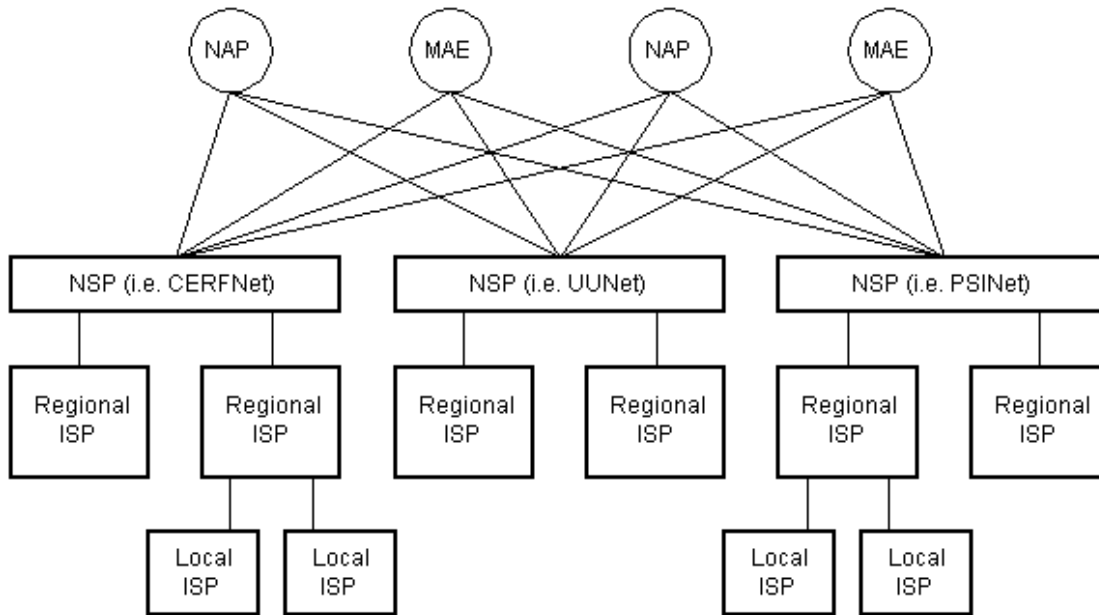 NAP
MAE
NAP
MAE
NSP (i.e. CERFNet)
NSP (i.e. UUNet)
NSP (i.e. PSINet)
Regional
ISP
Regional
ISP
Regional
ISP
Regional
ISP
Regional
ISP
Regional
ISP
Local
ISP
Local
ISP
Local
ISP
Local
ISP